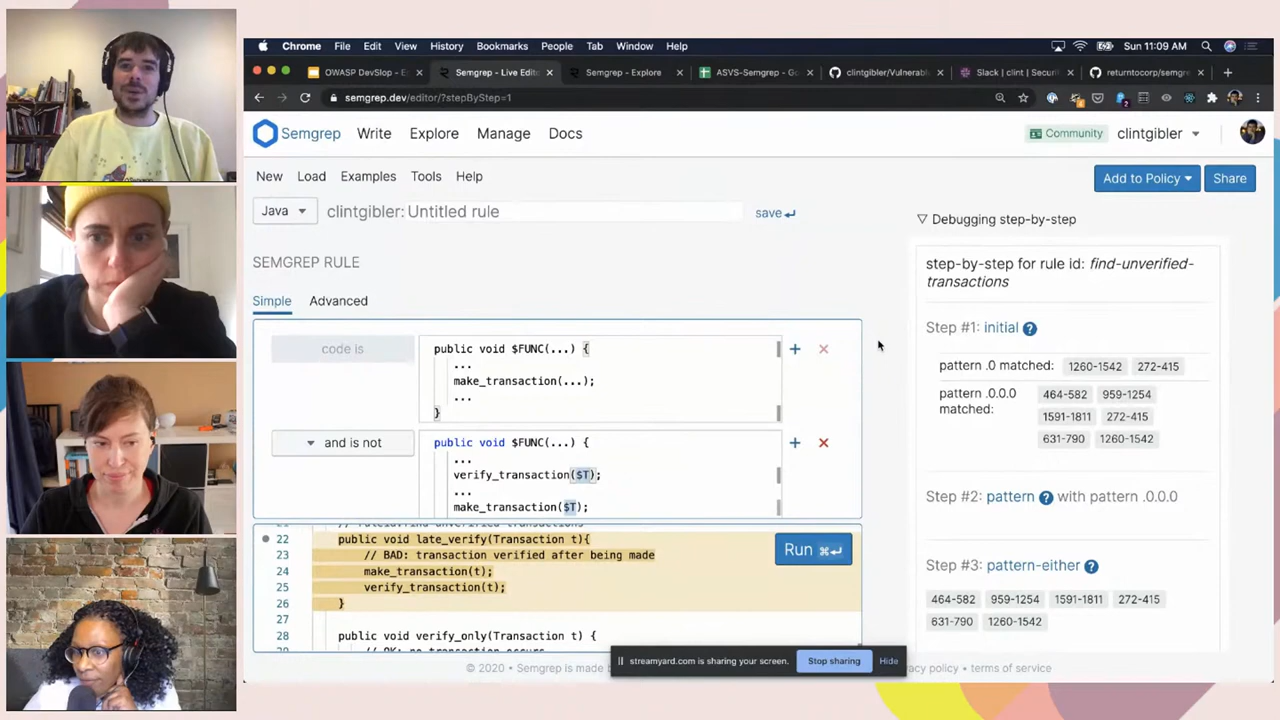 Chrome File Edit View History Bookmarks People Tab Window Help Sun 11:09 AM
OWASP DevSlop - E Semgrep - Live Edito Semgrep - Explore ASVS-Semgrep - Go clintgibler/Vulnerabl Slack | clint | Securi returntocorp/semgre
semgrep.dev/editor/?stepByStep=1
Semgrep Write Explore Manage Docs Community clintgibler
New Load Examples Tools Help Add to Policy Share
Java clintgibler: Untitled rule save
Debugging step-by-step
SEMGREP RULE
Simple Advanced
code is
public void $FUNC(...) {
...
make_transaction(...);
...
}
and is not
public void $FUNC(...) {
...
verify_transaction($T);
...
make_transaction($T);
22 public void late_verify(Transaction t){
23 // BAD: transaction verified after being made
24 make_transaction(t);
25 verify_transaction(t);
26 }
27
28 public void verify_only(Transaction t) {
Run
step-by-step for rule id: find-unverified-
transactions
Step #1: initial ?
pattern .0 matched: 1260-1542 272-415
pattern .0.0.0
matched:
464-582 959-1254
1591-1811 272-415
631-790 1260-1542
Step #2: pattern ? with pattern .0.0.0
Step #3: pattern-either ?
464-582 959-1254 1591-1811 272-415
631-790 1260-1542
streamyard.com is sharing your screen. Stop sharing Hide
© 2020 • Semgrep is made b
policy • terms of service